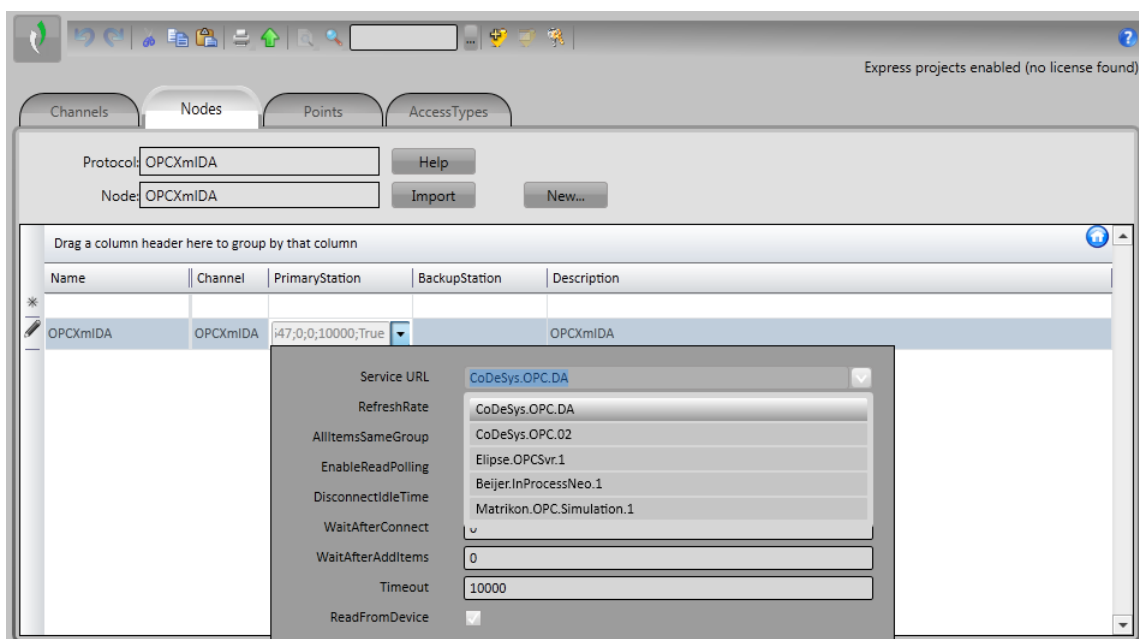 ...
Express projects enabled (no license found)
Channels Nodes Points AccessTypes
Protocol: OPCXmlDA Help
Node: OPCXmlDA Import New...
Drag a column header here to group by that column
Name Channel PrimaryStation BackupStation Description
OPCXmlDA OPCXmlDA i47;0;0;10000;True OPCXmlDA
Service URL CoDeSys.OPC.DA
RefreshRate CoDeSys.OPC.DA
AllItemsSameGroup CoDeSys.OPC.02
EnableReadPolling Elipse.OPCSvr.1
DisconnectIdleTime Beijer.InProcessNeo.1
Matrikon.OPC.Simulation.1
WaitAfterConnect 0
WaitAfterAddItems 0
Timeout 10000
ReadFromDevice